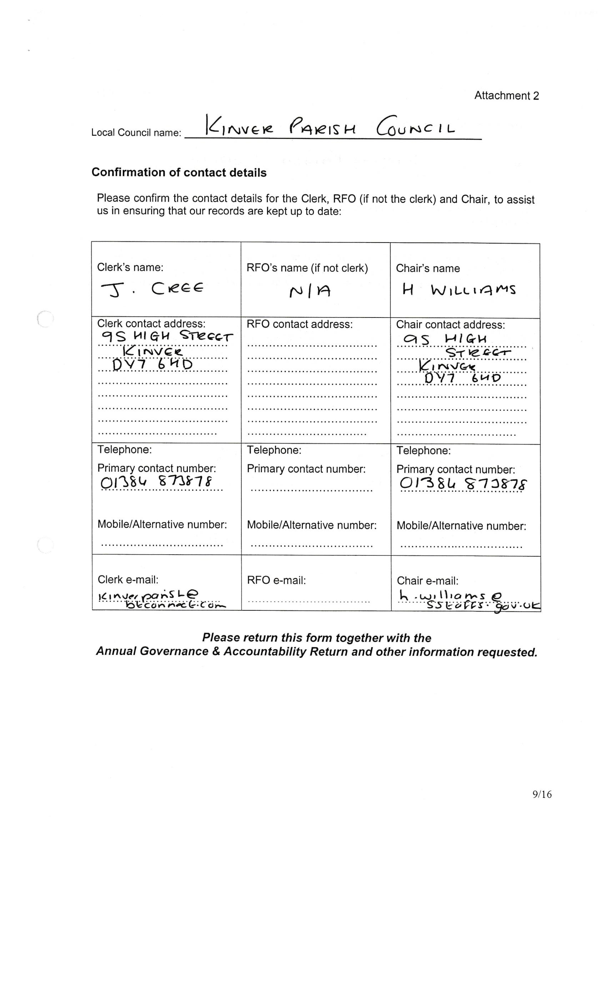 Attachment 2
Local Council name: KINVER PARISH COUNCIL
Confirmation of contact details
Please confirm the contact details for the Clerk, RFO (if not the clerk) and Chair, to assist
us in ensuring that our records are kept up to date:
Clerk's name:
J. CREE
RFO's name (if not clerk)
N/A
Chair's name
H WILLIAMS
Clerk contact address:
95 HIGH STREET
KINVER
DY7 6HD
RFO contact address:
Chair contact address:
95 HIGH
STREET
KINVER
DY7 6HD
Telephone:
Primary contact number:
01384 873878
Mobile/Alternative number:
Telephone:
Primary contact number:
Mobile/Alternative number:
Telephone:
Primary contact number:
01384 873878
Mobile/Alternative number:
Clerk e-mail:
kinverparish@
btconnect.com
RFO e-mail:
Chair e-mail:
h.williams@
sstaffs.gov.uk
Please return this form together with the
Annual Governance & Accountability Return and other information requested.
9/16